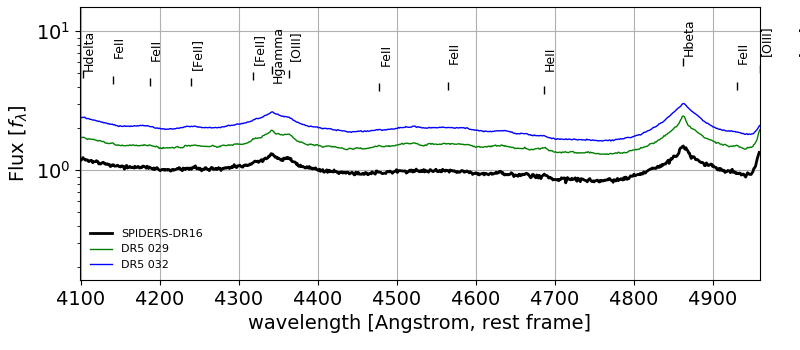 Hdelta
FeII
FeII
[FeII]
[FeII]
Hgamma
[OIII]
FeII
FeII
HeII
Hbeta
FeII
[OIII]
10¹
10⁰
Flux [fλ]
SPIDERS-DR16
DR5 029
DR5 032
4100 4200 4300 4400 4500 4600 4700 4800 4900
wavelength [Angstrom, rest frame]